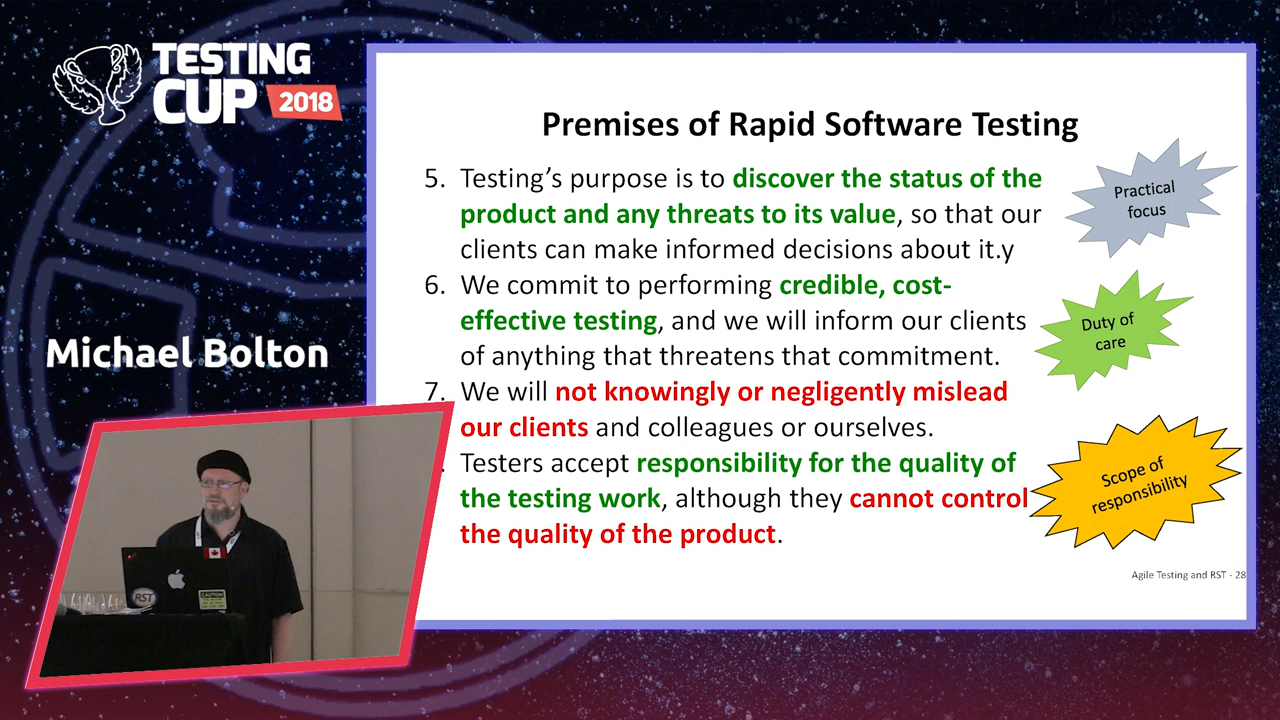 TESTING
CUP
2018
Michael Bolton
Premises of Rapid Software Testing
5. Testing's purpose is to discover the status of the
product and any threats to its value, so that our
clients can make informed decisions about it.y
6. We commit to performing credible, cost-
effective testing, and we will inform our clients
of anything that threatens that commitment.
7. We will not knowingly or negligently mislead
our clients and colleagues or ourselves.
. Testers accept responsibility for the quality of
the testing work, although they cannot control
the quality of the product.
Practical
focus
Duty of
care
Scope of
responsibility
Agile Testing and RST - 28
RST
CAUTION